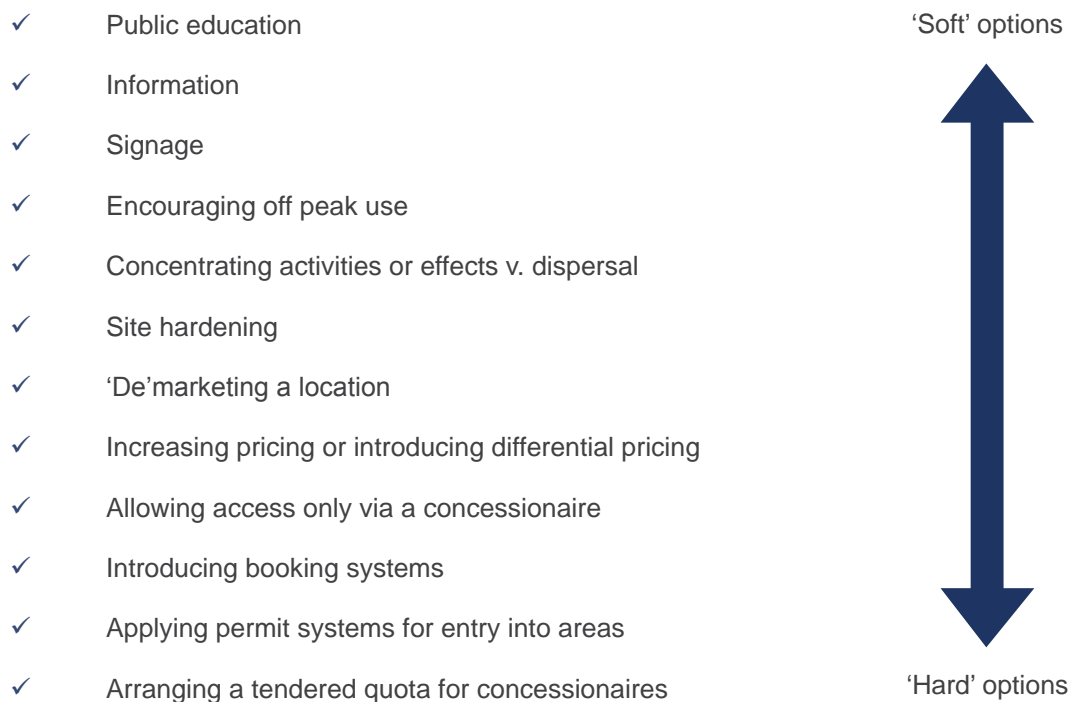 ✓ Public education
‘Soft’ options
✓ Information
✓ Signage
✓ Encouraging off peak use
✓ Concentrating activities or effects v. dispersal
✓ Site hardening
✓ ‘De’marketing a location
✓ Increasing pricing or introducing differential pricing
✓ Allowing access only via a concessionaire
✓ Introducing booking systems
✓ Applying permit systems for entry into areas
✓ Arranging a tendered quota for concessionaires
‘Hard’ options